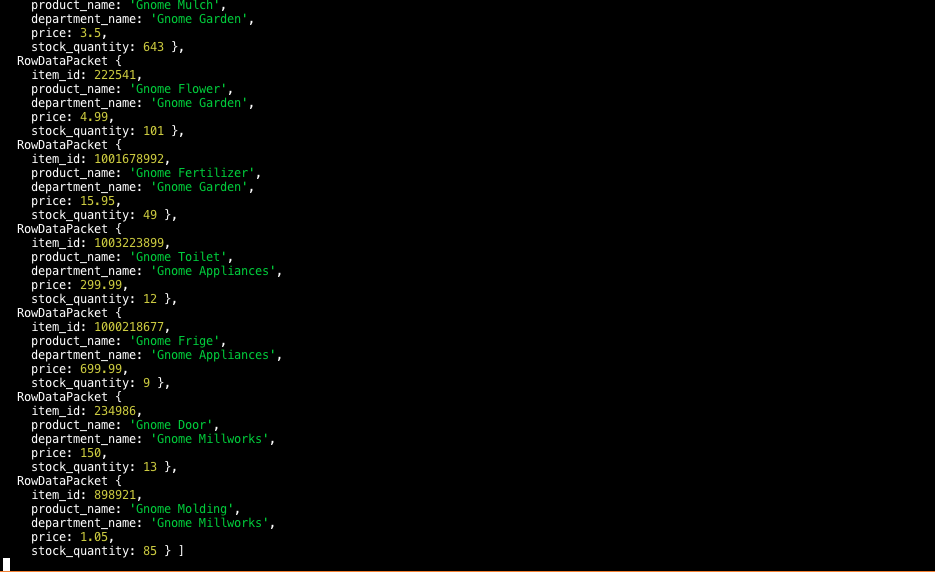 product_name: 'Gnome Mulch',
department_name: 'Gnome Garden',
price: 3.5,
stock_quantity: 643 },
RowDataPacket {
item_id: 222541,
product_name: 'Gnome Flower',
department_name: 'Gnome Garden',
price: 4.99,
stock_quantity: 101 },
RowDataPacket {
item_id: 1001678992,
product_name: 'Gnome Fertilizer',
department_name: 'Gnome Garden',
price: 15.95,
stock_quantity: 49 },
RowDataPacket {
item_id: 1003223899,
product_name: 'Gnome Toilet',
department_name: 'Gnome Appliances',
price: 299.99,
stock_quantity: 12 },
RowDataPacket {
item_id: 1000218677,
product_name: 'Gnome Frige',
department_name: 'Gnome Appliances',
price: 699.99,
stock_quantity: 9 },
RowDataPacket {
item_id: 234986,
product_name: 'Gnome Door',
department_name: 'Gnome Millworks',
price: 150,
stock_quantity: 13 },
RowDataPacket {
item_id: 898921,
product_name: 'Gnome Molding',
department_name: 'Gnome Millworks',
price: 1.05,
stock_quantity: 85 } ]